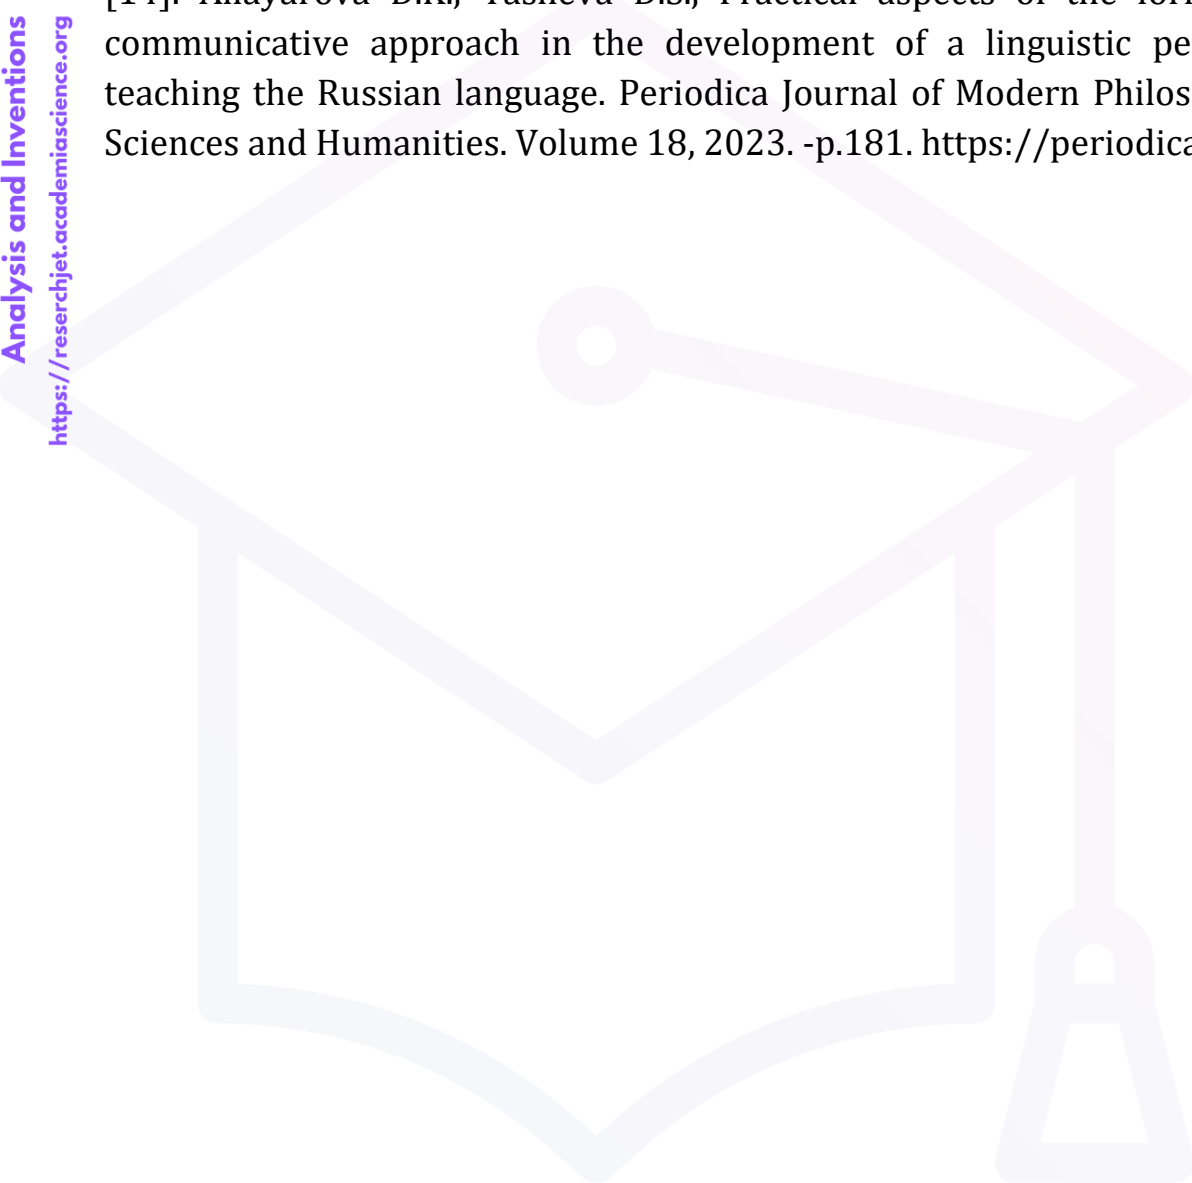 communicative approach in the development of a linguistic pe
teaching the Russian language. Periodica Journal of Modern Philos
Sciences and Humanities. Volume 18, 2023. -p.181. https://periodica
Analysis and Inventions
https://reserchjet.academiascience.org